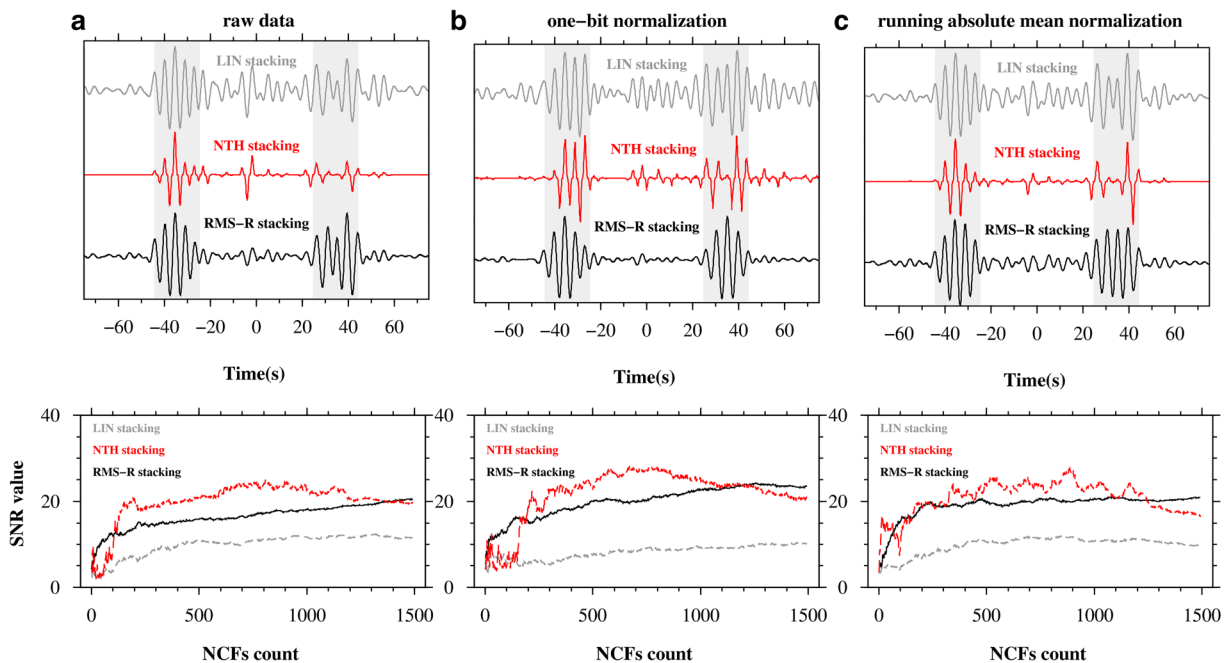 a raw data
b one-bit normalization
c running absolute mean normalization
LIN stacking
NTH stacking
RMS−R stacking
−60 −40 −20 0 20 40 60
Time(s)
LIN stacking
NTH stacking
RMS−R stacking
−60 −40 −20 0 20 40 60
Time(s)
LIN stacking
NTH stacking
RMS−R stacking
−60 −40 −20 0 20 40 60
Time(s)
SNR value
40
20
0
LIN stacking
NTH stacking
RMS−R stacking
0 500 1000 1500
NCFs count
40
20
0
LIN stacking
NTH stacking
RMS−R stacking
0 500 1000 1500
NCFs count
40
20
0
LIN stacking
NTH stacking
RMS−R stacking
0 500 1000 1500
NCFs count